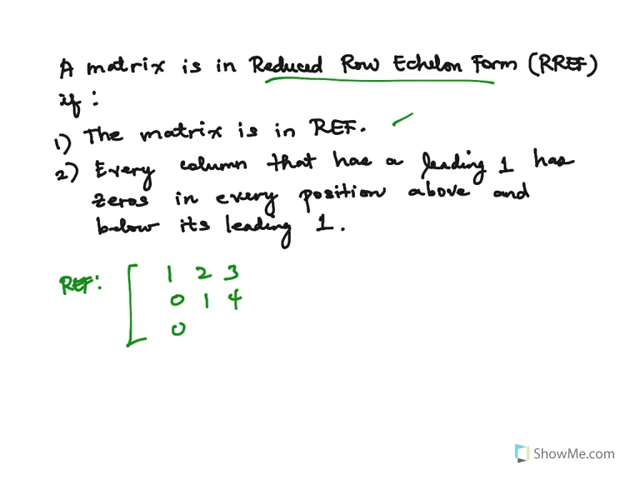 A matrix is in Reduced Row Echelon Form (RREF)
if :
1) The matrix is in REF. ✓
2) Every column that has a leading 1 has
zeros in every position above and
below its leading 1.
REF: [ 1 2 3
0 1 4
0
ShowMe.com